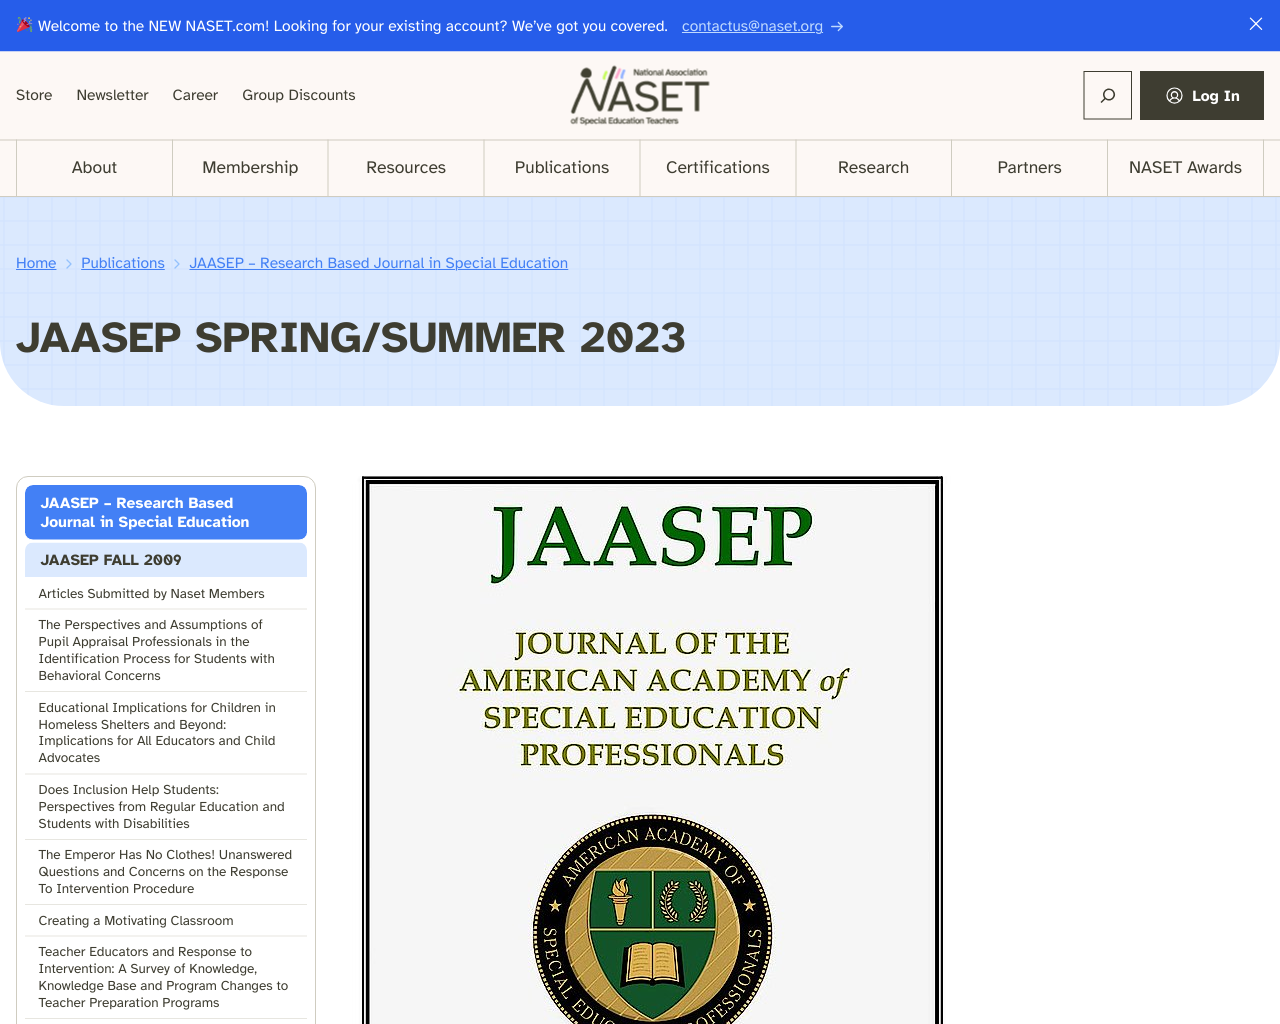 Welcome to the NEW NASET.com! Looking for your existing account? We've got you covered. contactus@naset.org →
Store Newsletter Career Group Discounts
National Association
NASET
of Special Education Teachers
Log In
About Membership Resources Publications Certifications Research Partners NASET Awards
Home > Publications > JAASEP – Research Based Journal in Special Education
JAASEP SPRING/SUMMER 2023
JAASEP – Research Based
Journal in Special Education
JAASEP FALL 2009
Articles Submitted by Naset Members
The Perspectives and Assumptions of
Pupil Appraisal Professionals in the
Identification Process for Students with
Behavioral Concerns
Educational Implications for Children in
Homeless Shelters and Beyond:
Implications for All Educators and Child
Advocates
Does Inclusion Help Students:
Perspectives from Regular Education and
Students with Disabilities
The Emperor Has No Clothes! Unanswered
Questions and Concerns on the Response
To Intervention Procedure
Creating a Motivating Classroom
Teacher Educators and Response to
Intervention: A Survey of Knowledge,
Knowledge Base and Program Changes to
Teacher Preparation Programs
JAASEP
JOURNAL OF THE
AMERICAN ACADEMY of
SPECIAL EDUCATION
PROFESSIONALS
AMERICAN ACADEMY OF
SPECIAL EDUC
PROFESSIONALS